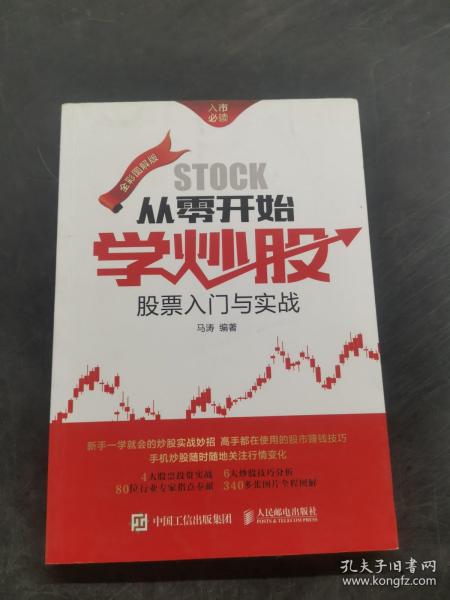 入市
必读
全彩图解版
STOCK
从零开始
学炒股
股票入门与实战
马涛 编著
新手一学就会的炒股实战妙招 高手都在使用的股市赚钱技巧
手机炒股随时随地关注行情变化
4大股票投资实战 6大炒股技巧分析
80位行业专家指点奉献 340多张图片全程图解
中国工信出版集团 人民邮电出版社
POSTS & TELECOM PRESS
孔夫子旧书网
www.kongfz.com